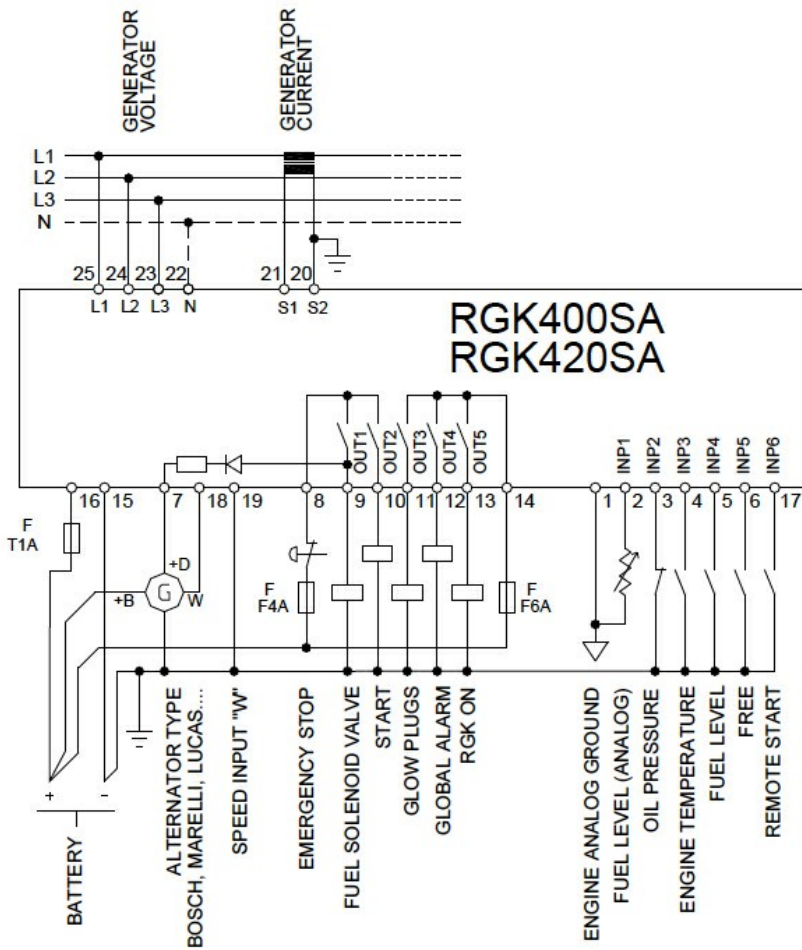 GENERATOR
VOLTAGE
GENERATOR
CURRENT
L1
L2
L3
N
25 24 23 22 21 20
L1 L2 L3 N S1 S2
RGK400SA
RGK420SA
OUT1
OUT2
OUT3
OUT4
OUT5
INP1
INP2
INP3
INP4
INP5
INP6
16 15 7 18 19 8 9 10 11 12 13 14 1 2 3 4 5 6 17
F
T1A
+D
+B
G
W
F
F4A
F
F6A
+ -
BATTERY
ALTERNATOR TYPE
BOSCH, MARELLI, LUCAS....
SPEED INPUT "W"
EMERGENCY STOP
FUEL SOLENOID VALVE
START
GLOW PLUGS
GLOBAL ALARM
RGK ON
ENGINE ANALOG GROUND
FUEL LEVEL (ANALOG)
OIL PRESSURE
ENGINE TEMPERATURE
FUEL LEVEL
FREE
REMOTE START